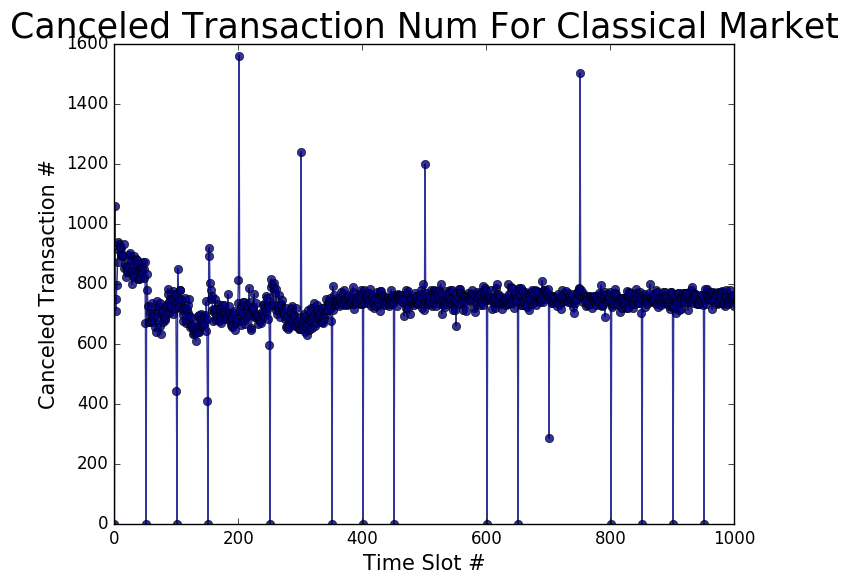 Canceled Transaction Num For Classical Market
1600
1400
1200
1000
800
600
400
200
0
Canceled Transaction #
0 200 400 600 800 1000
Time Slot #